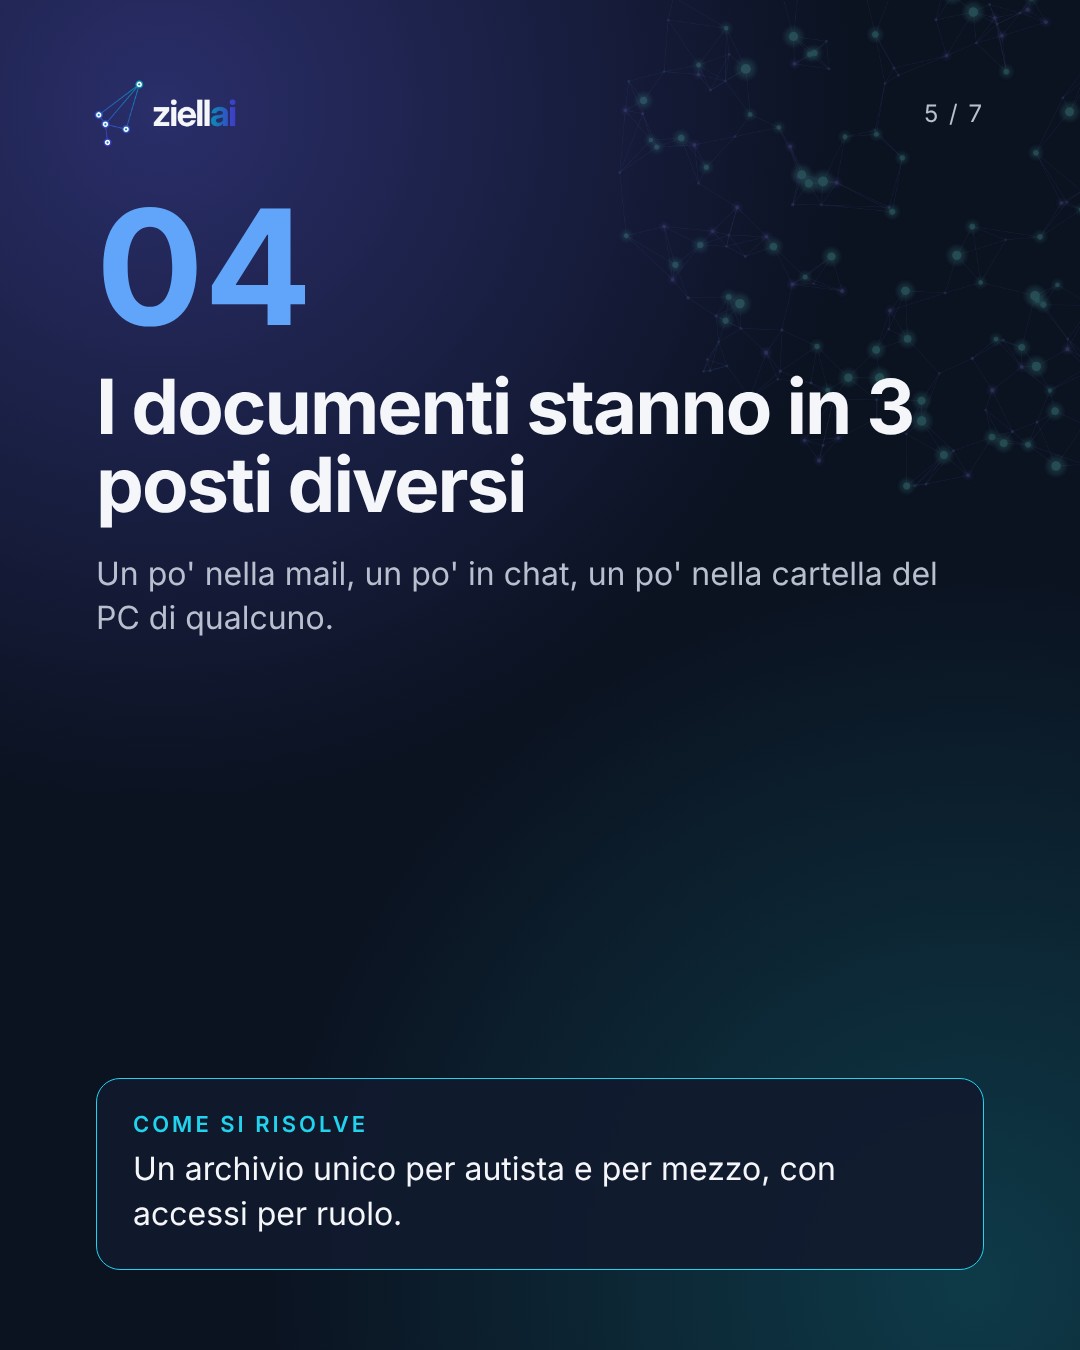 ziellai
5 / 7
04
I documenti stanno in 3
posti diversi
Un po' nella mail, un po' in chat, un po' nella cartella del
PC di qualcuno.
COME SI RISOLVE
Un archivio unico per autista e per mezzo, con
accessi per ruolo.